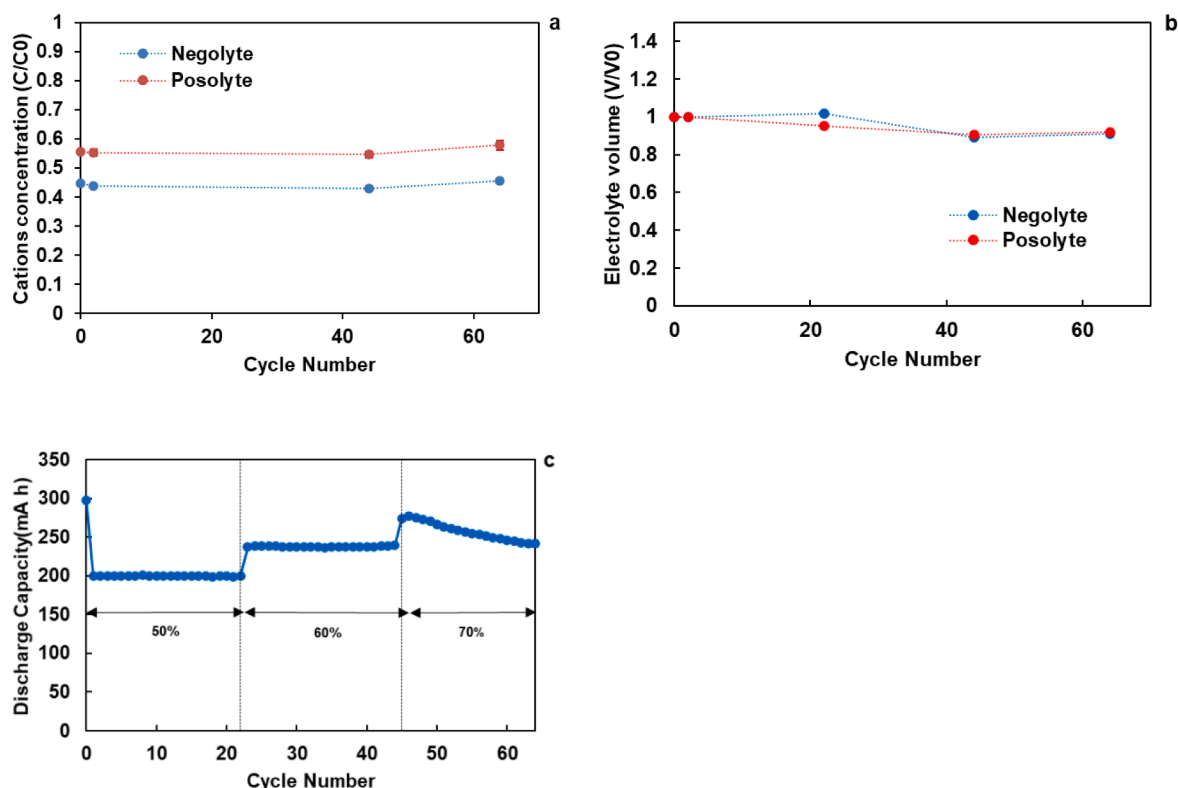 a
Cations concentration (C/C0)
1
0.9
0.8
0.7
0.6
0.5
0.4
0.3
0.2
0.1
0
Negolyte
Posolyte
0 20 40 60
Cycle Number
b
Electrolyte volume (V/V0)
1.4
1.2
1
0.8
0.6
0.4
0.2
0
Negolyte
Posolyte
0 20 40 60
Cycle Number
c
Discharge Capacity(mA h)
350
300
250
200
150
100
50
0
50% 60% 70%
0 10 20 30 40 50 60
Cycle Number